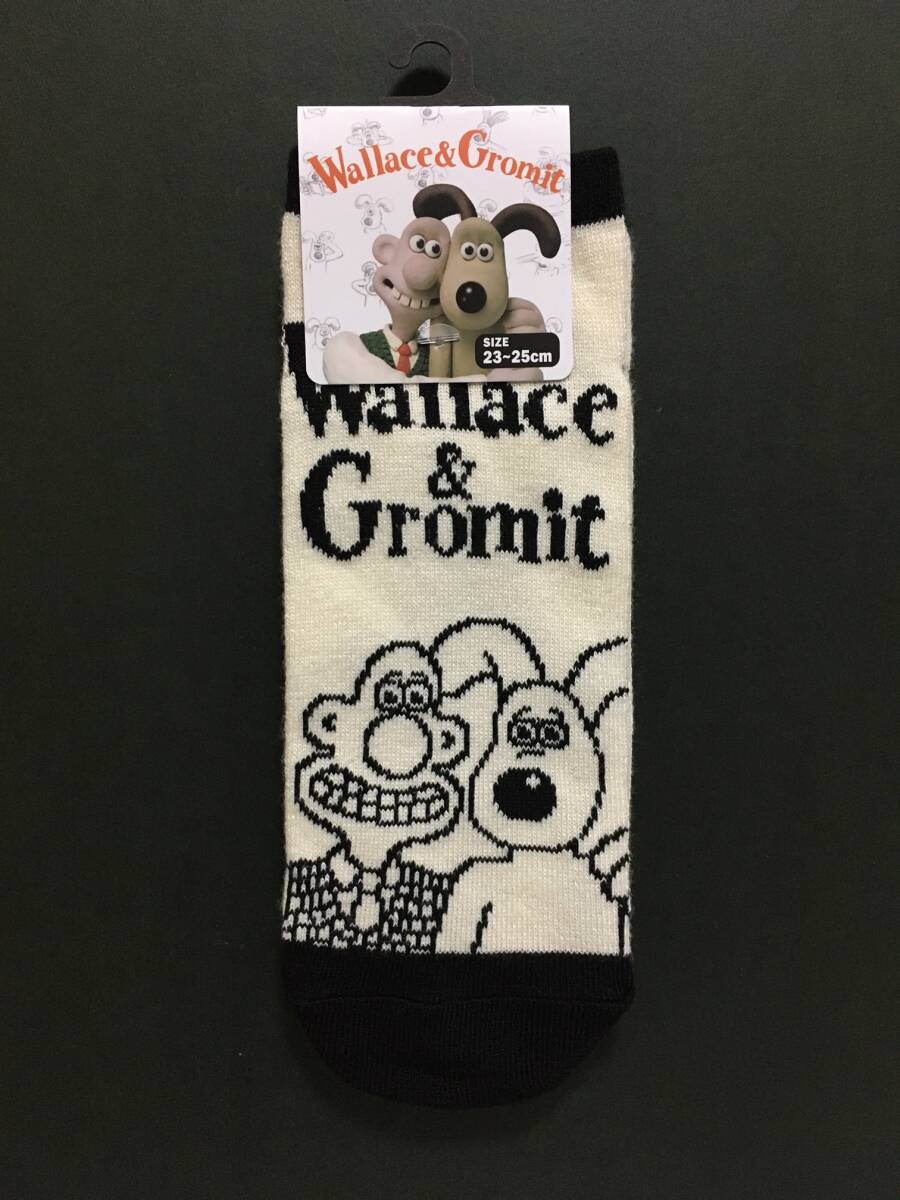 Wallace & Gromit
SIZE
23~25cm
Wallace
&
Gromit